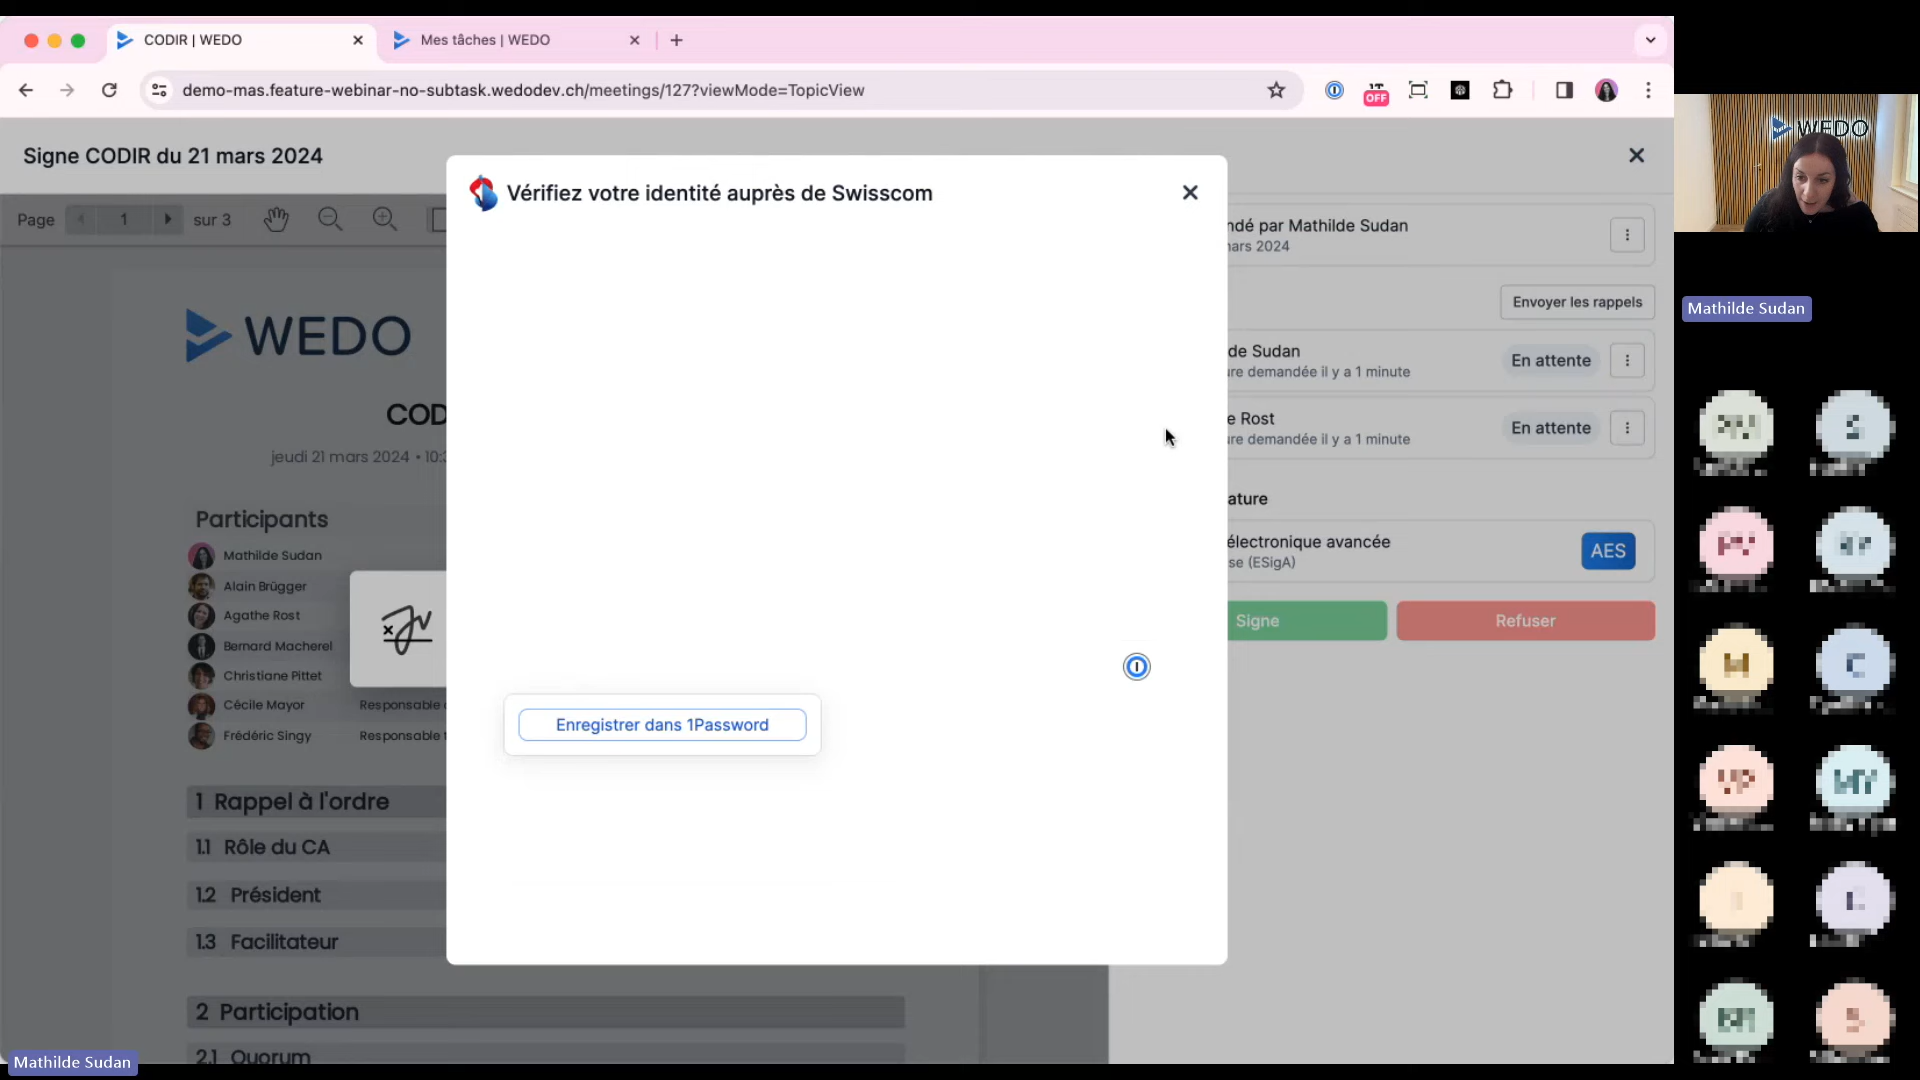 CODIR | WEDO
Mes tâches | WEDO
demo-mas.feature-webinar-no-subtask.wedodev.ch/meetings/127?viewMode=TopicView
OFF
Signe CODIR du 21 mars 2024
Page 1 sur 3
WEDO
COD
jeudi 21 mars 2024 • 10:
Participants
Mathilde Sudan
Alain Brügger
Agathe Rost
Bernard Macherel
Christiane Pittet
Cécile Mayor Responsable
Frédéric Singy Responsable
1 Rappel à l'ordre
1.1 Rôle du CA
1.2 Président
1.3 Facilitateur
2 Participation
2.1 Quorum
Vérifiez votre identité auprès de Swisscom
Enregistrer dans 1Password
ndé par Mathilde Sudan
mars 2024
Envoyer les rappels
de Sudan
ure demandée il y a 1 minute
En attente
e Rost
ure demandée il y a 1 minute
En attente
ature
électronique avancée
se (ESigA)
AES
Signe
Refuser
WEDO
Mathilde Sudan
Mathilde Sudan